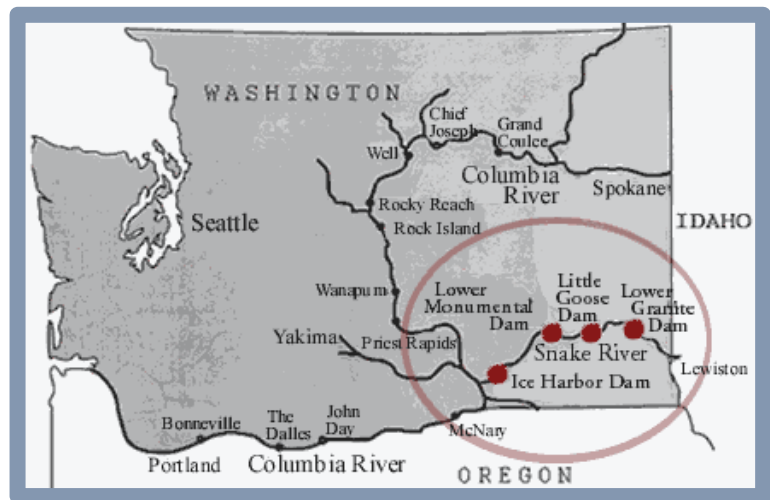 WASHINGTON
Chief
Joseph
Grand
Coulee
Well
Columbia
River
Spokane
Rocky Reach
Seattle
IDAHO
Rock Island
Wanapum
Lower
Monumental
Dam
Little
Goose
Dam
Lower
Granite
Dam
Yakima
Priest Rapids
Snake River
Lewiston
Ice Harbor Dam
Bonneville
The
Dalles
John
Day
McNary
Portland
Columbia River
OREGON